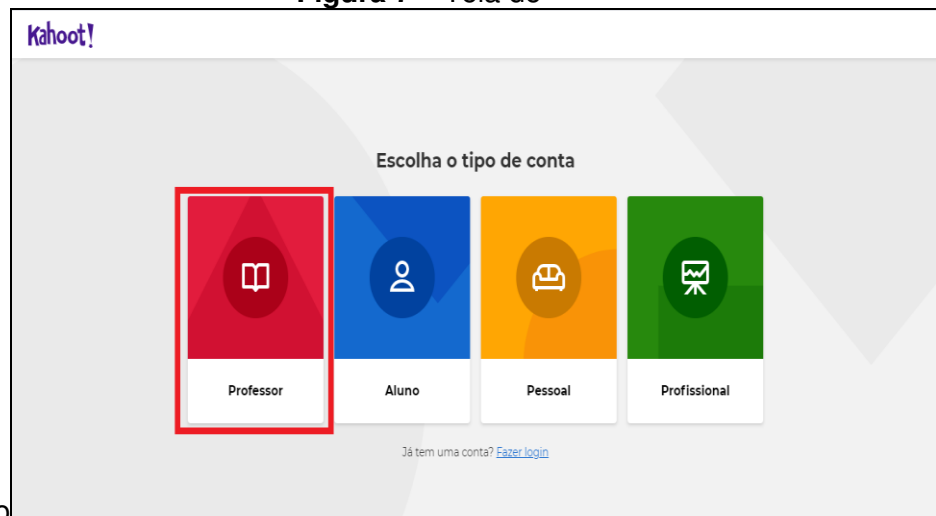 Kahoot!
Escolha o tipo de conta
Professor
Aluno
Pessoal
Profissional
Já tem uma conta? Fazer login